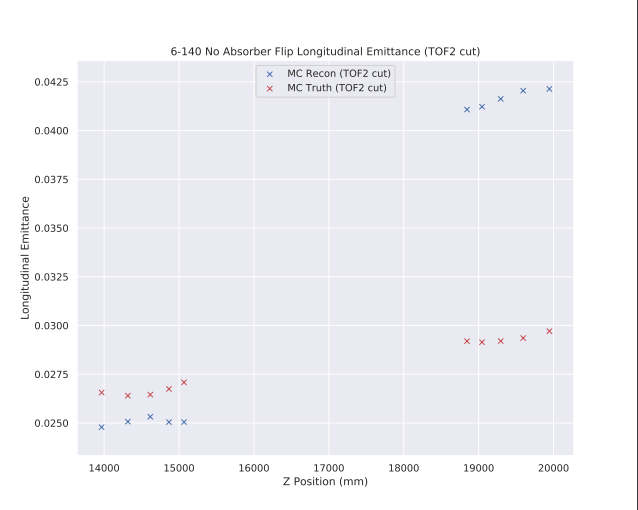 6-140 No Absorber Flip Longitudinal Emittance (TOF2 cut)
MC Recon (TOF2 cut)
MC Truth (TOF2 cut)
Longitudinal Emittance
0.0425
0.0400
0.0375
0.0350
0.0325
0.0300
0.0275
0.0250
14000 15000 16000 17000 18000 19000 20000
Z Position (mm)